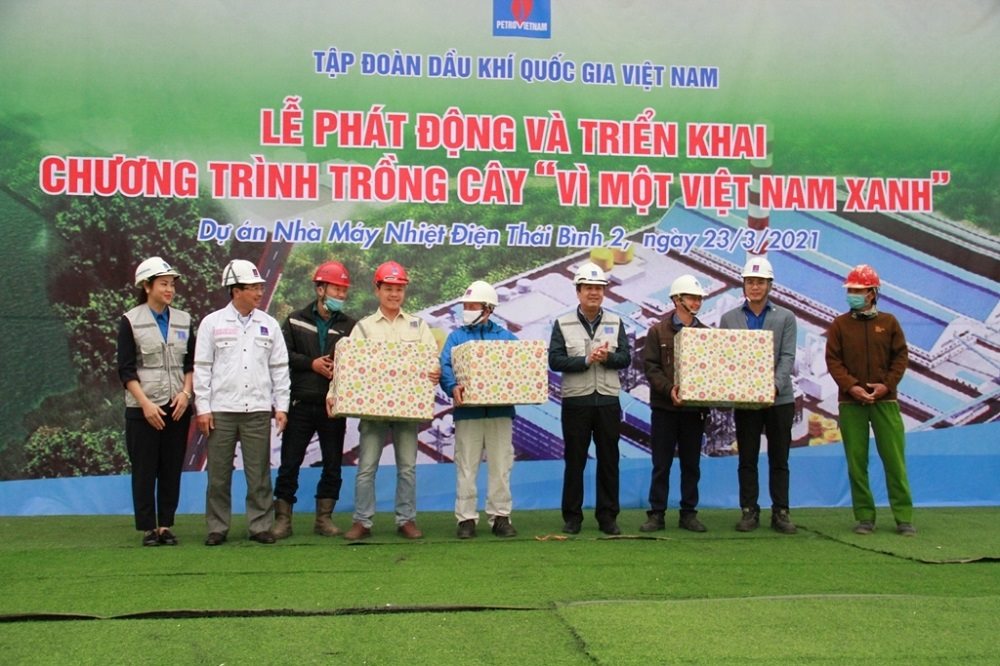 PETROVIETNAM
TẬP ĐOÀN DẦU KHÍ QUỐC GIA VIỆT NAM
LỄ PHÁT ĐỘNG VÀ TRIỂN KHAI
CHƯƠNG TRÌNH TRỒNG CÂY “VÌ MỘT VIỆT NAM XANH”
Dự án Nhà Máy Nhiệt Điện Thái Bình 2, ngày 23/3/2021